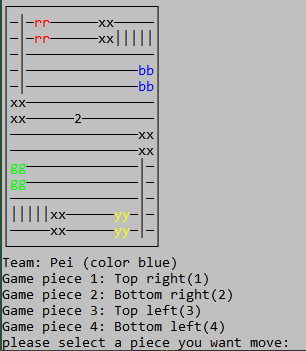 rr xx
rr xx
bb
bb
xx
xx 2
xx
xx
gg
gg
xx yy
xx yy
Team: Pei (color blue)
Game piece 1: Top right(1)
Game piece 2: Bottom right(2)
Game piece 3: Top left(3)
Game piece 4: Bottom left(4)
please select a piece you want move: